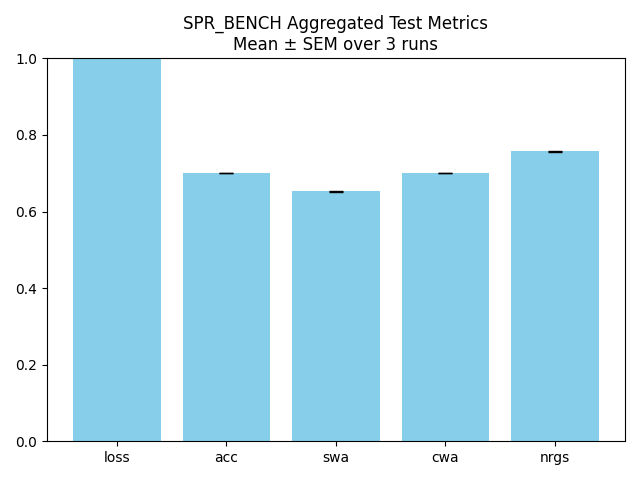 SPR_BENCH Aggregated Test Metrics
Mean ± SEM over 3 runs
1.0
0.8
0.6
0.4
0.2
0.0
loss acc swa cwa nrgs